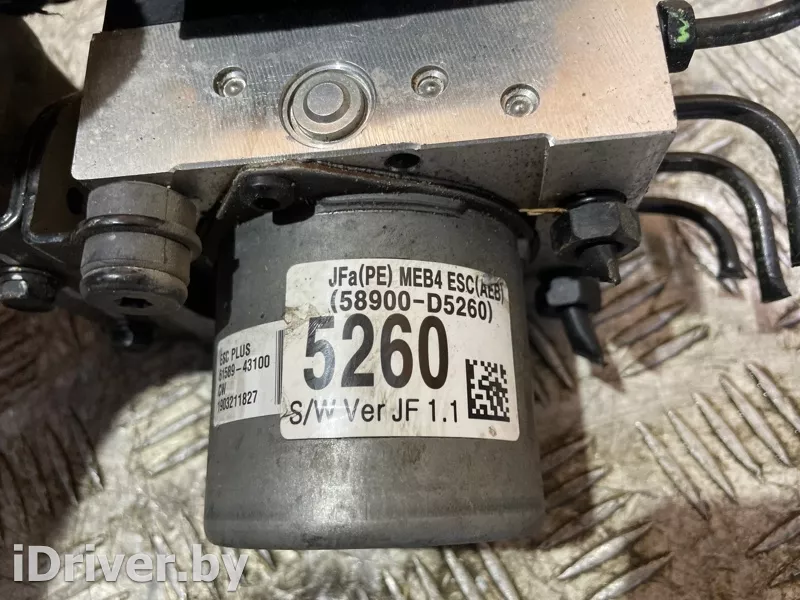 JFa(PE) MEB4 ESC(AEB)
(58900-D5260)
5260
S/W Ver JF 1.1
ESC PLUS
61589-43100
CN
1903211827
iDriver.by